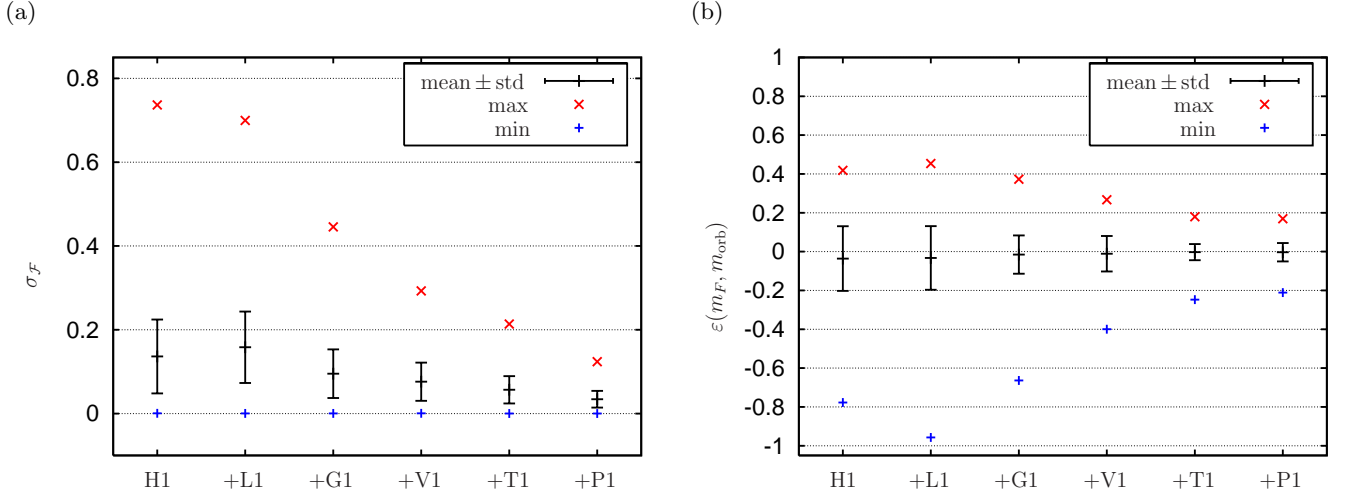 (a)
mean ± std
max
min
0.8
0.6
0.4
0.2
0
σ_ℱ
H1 +L1 +G1 +V1 +T1 +P1
(b)
mean ± std
max
min
1
0.8
0.6
0.4
0.2
0
-0.2
-0.4
-0.6
-0.8
-1
ε(m_F, m_orb)
H1 +L1 +G1 +V1 +T1 +P1